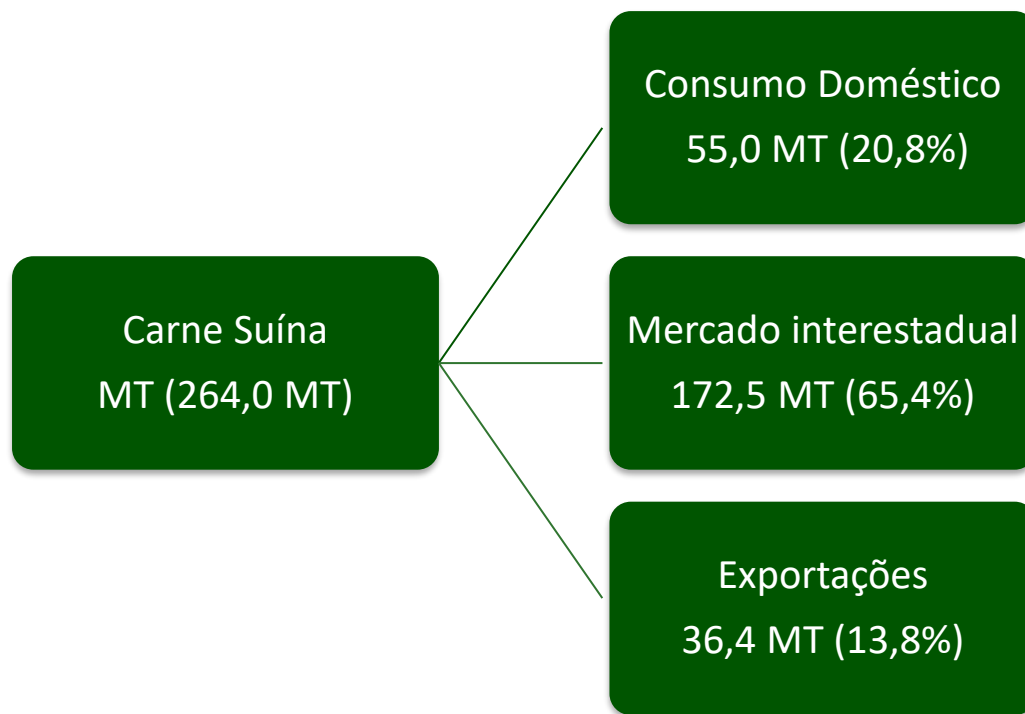 Carne Suína
MT (264,0 MT)
Consumo Doméstico
55,0 MT (20,8%)
Mercado interestadual
172,5 MT (65,4%)
Exportações
36,4 MT (13,8%)